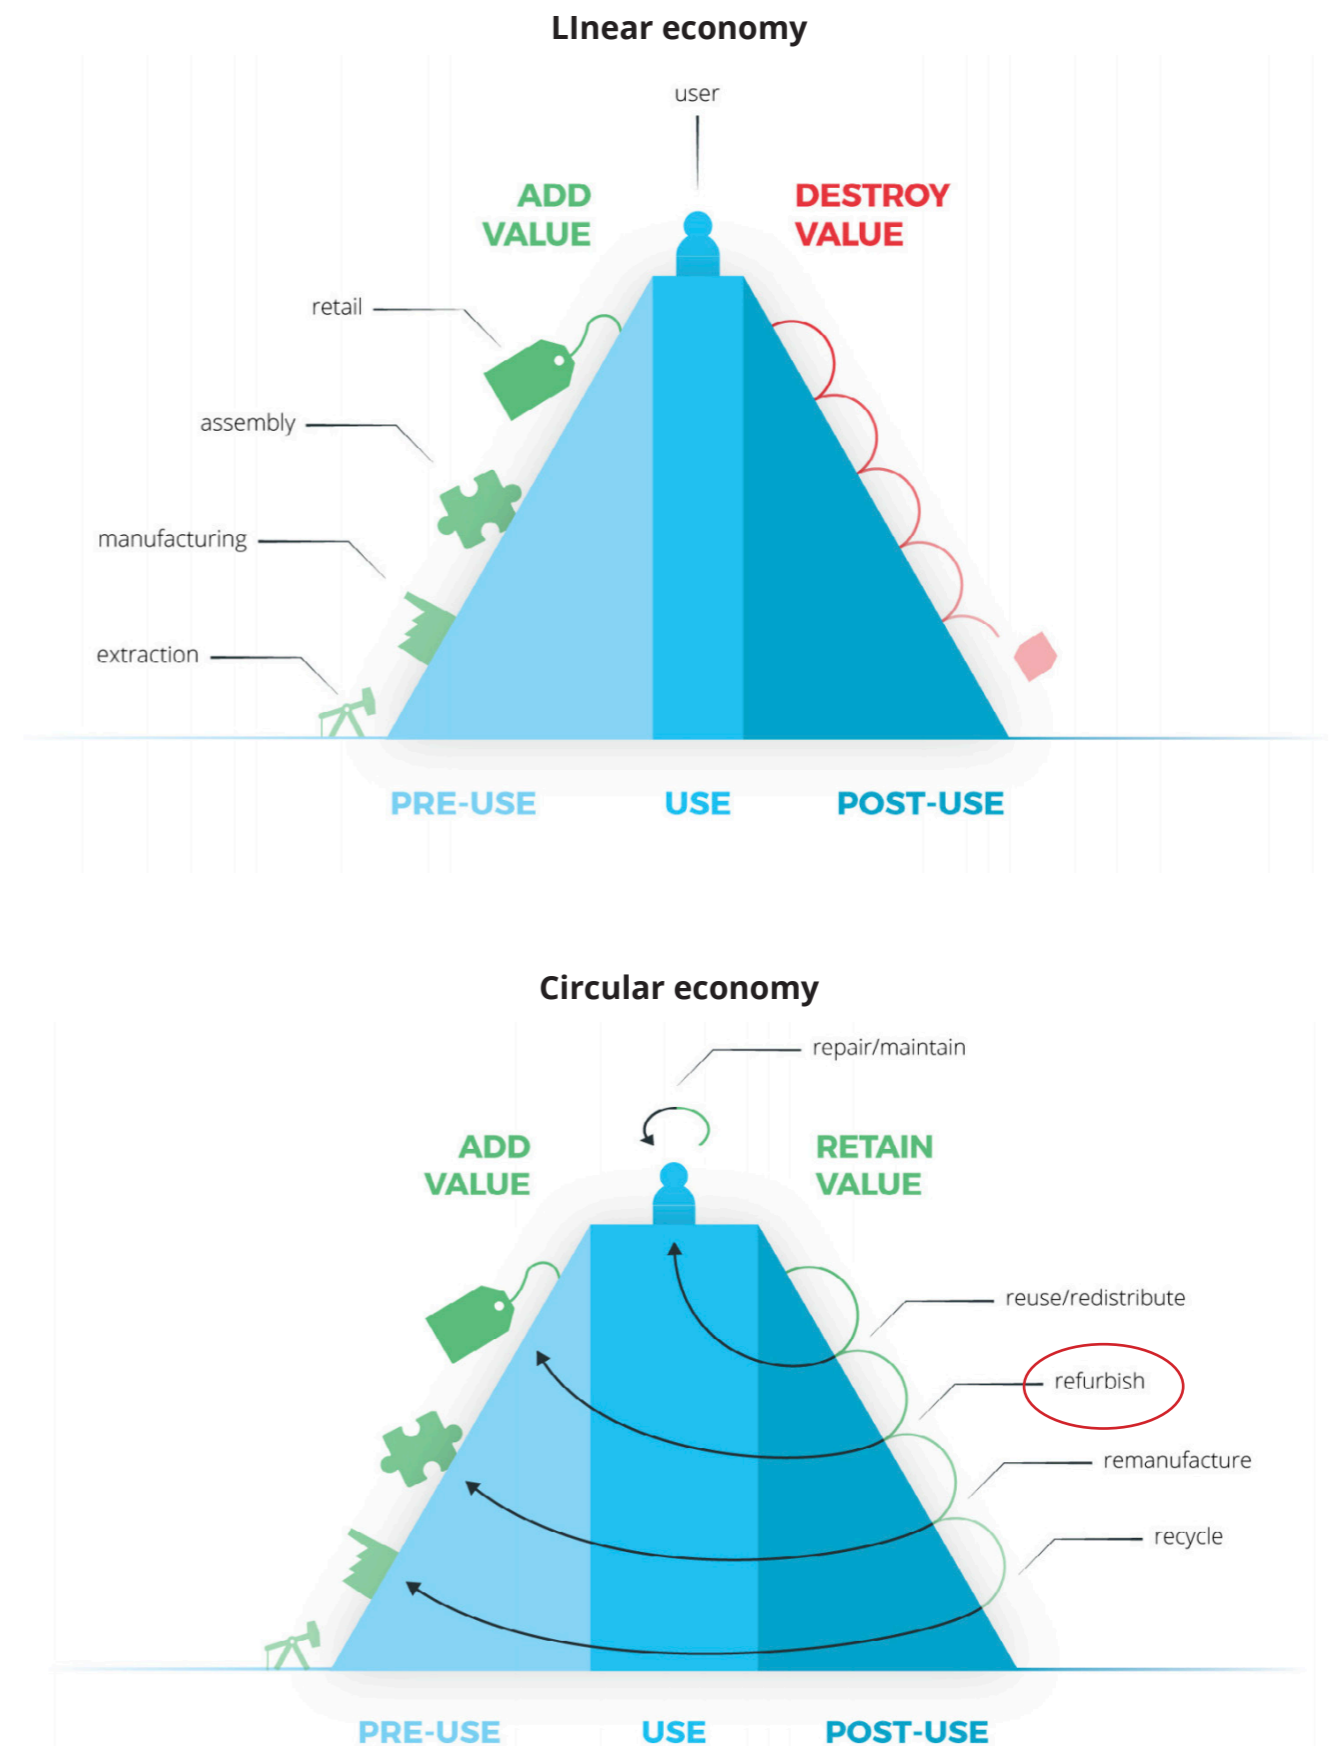 LInear economy
user
ADD
VALUE
DESTROY
VALUE
retail
assembly
manufacturing
extraction
PRE-USE
USE
POST-USE
Circular economy
repair/maintain
ADD
VALUE
RETAIN
VALUE
reuse/redistribute
refurbish
remanufacture
recycle
PRE-USE
USE
POST-USE